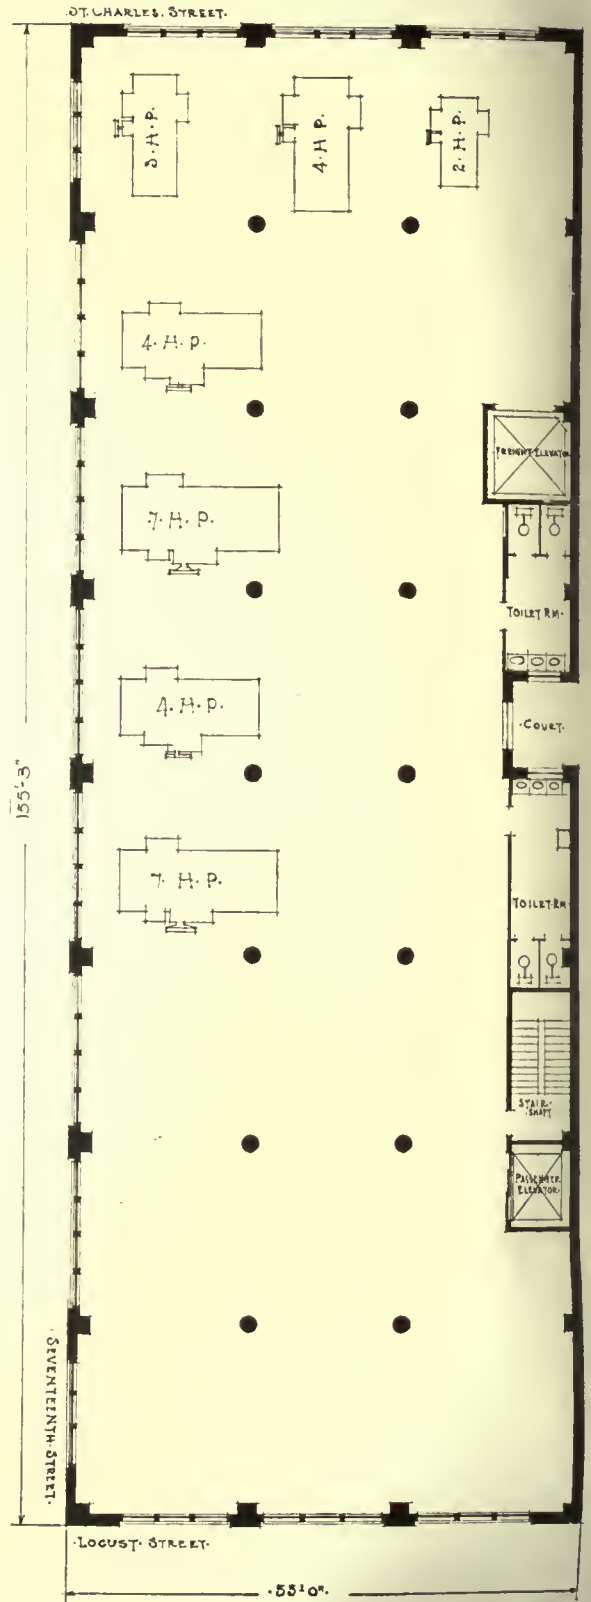 ST. CHARLES. STREET.
3. H. P.
4 H P.
2. H. P.
4. H. P.
FREIGHT ELEVATOR
7. H. P.
TOILET RM.
4. H. P.
COURT.
155'-3"
7. H. P.
TOILET RM.
STAIR.
SHAFT
PASSENGER
ELEVATOR.
SEVENTEENTH. STREET.
LOCUST. STREET.
53'-0".